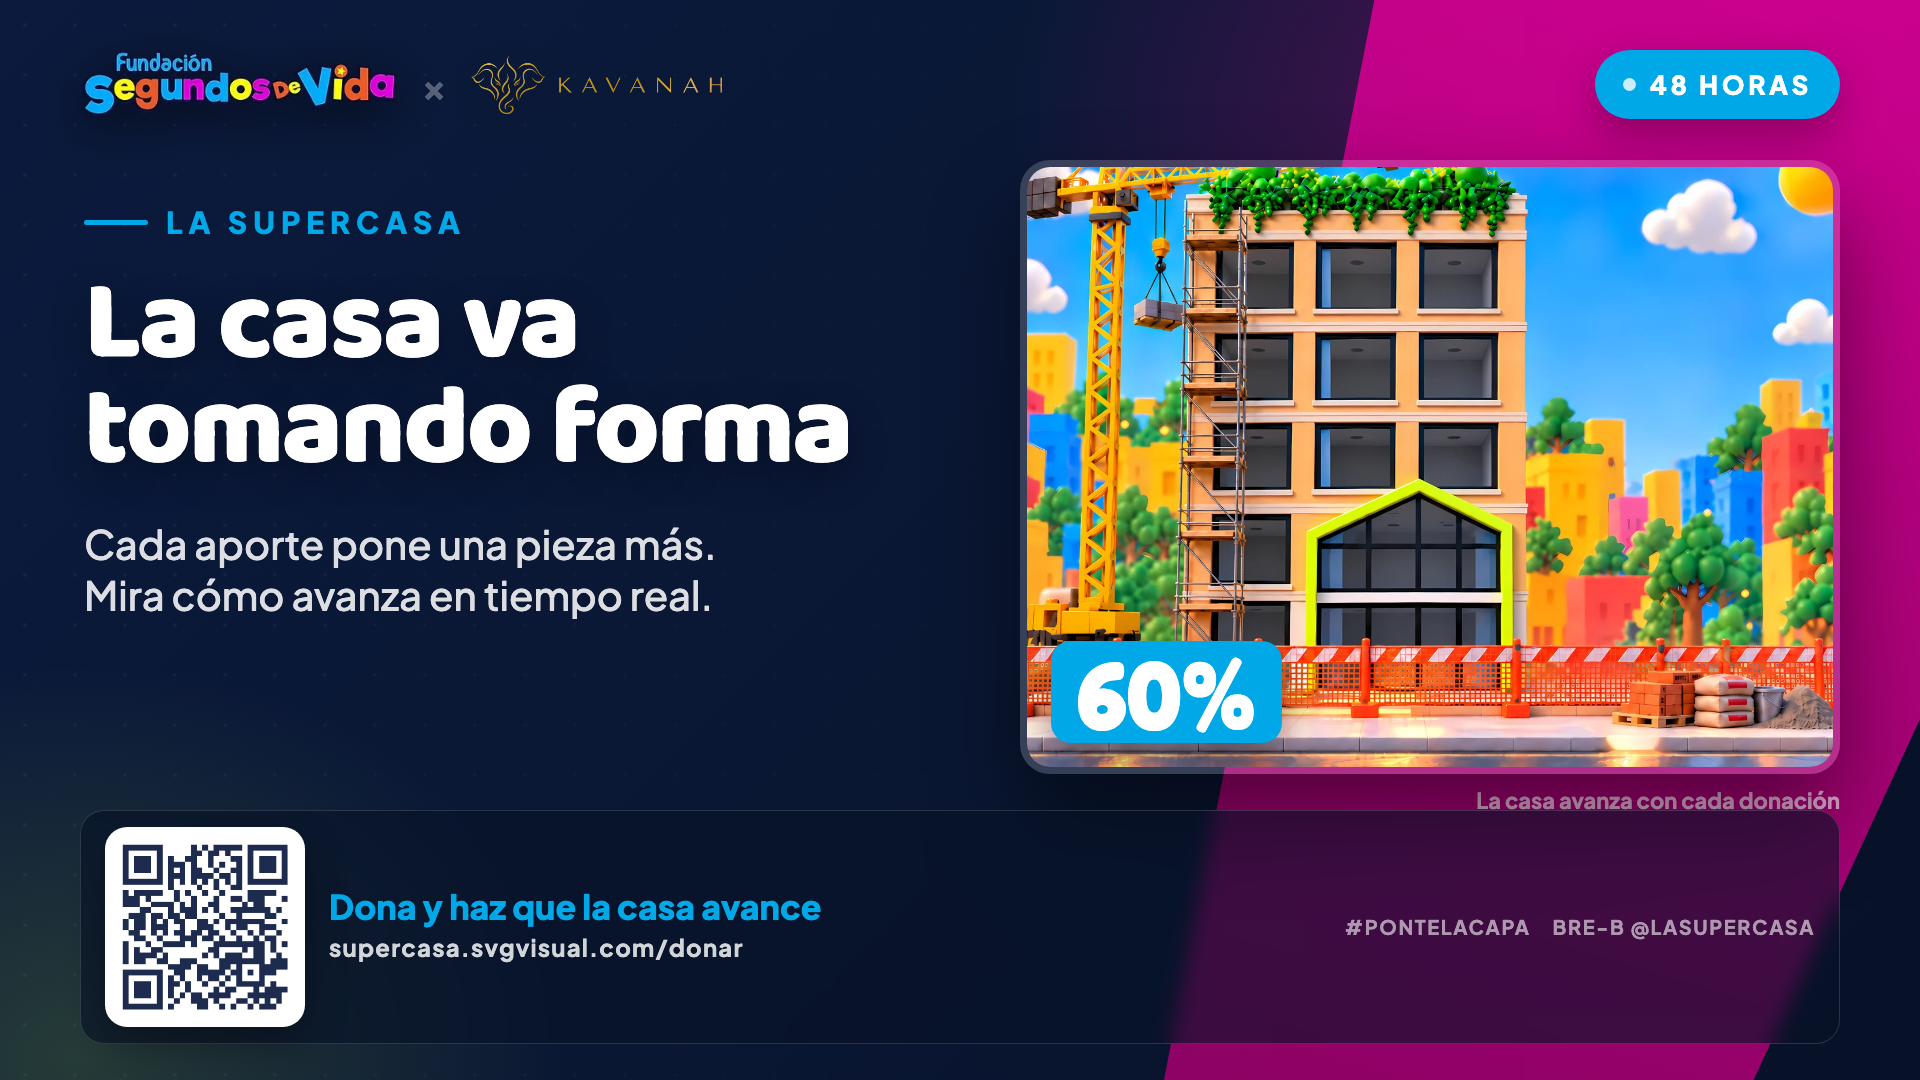 Fundación
Segundos DE Vida
×
KAVANAH
48 HORAS
LA SUPERCASA
La casa va
tomando forma
Cada aporte pone una pieza más.
Mira cómo avanza en tiempo real.
60%
La casa avanza con cada donación
Dona y haz que la casa avance
supercasa.svgvisual.com/donar
#PONTELACAPA BRE-B @LASUPERCASA